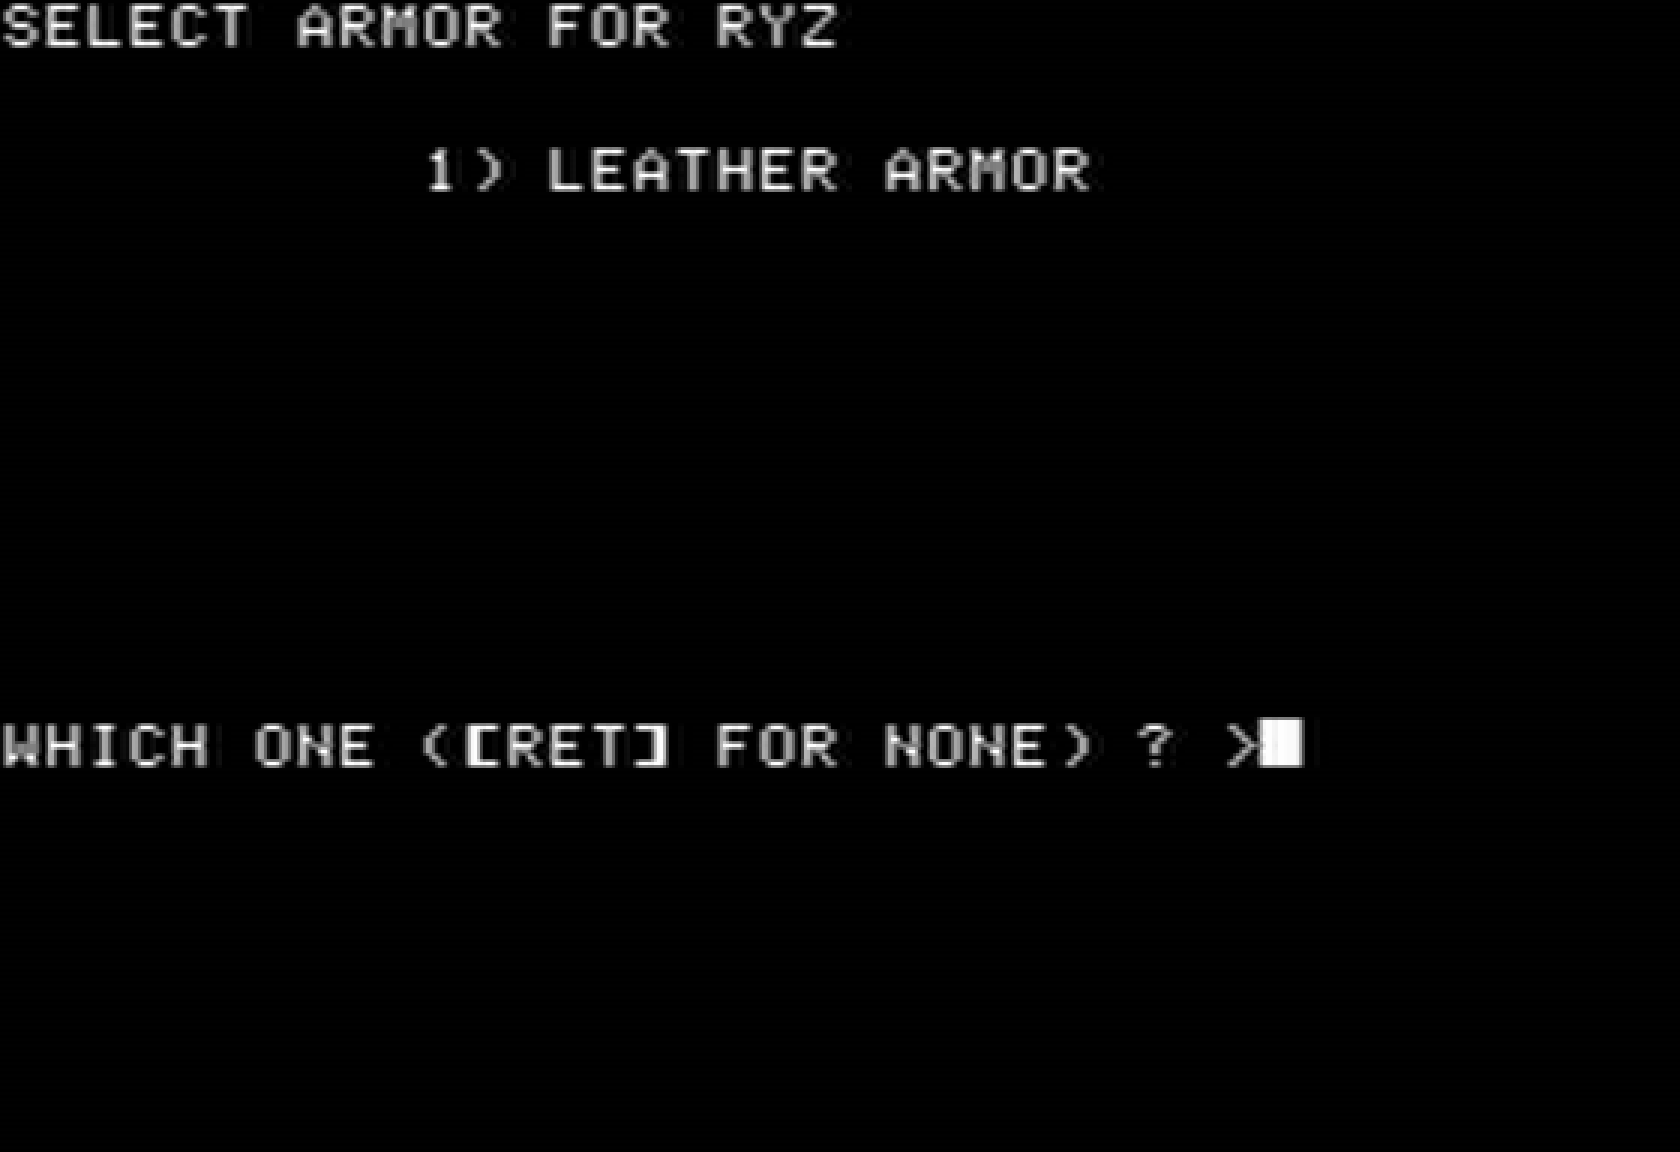 SELECT ARMOR FOR RYZ
1) LEATHER ARMOR
WHICH ONE ([RET] FOR NONE) ? >